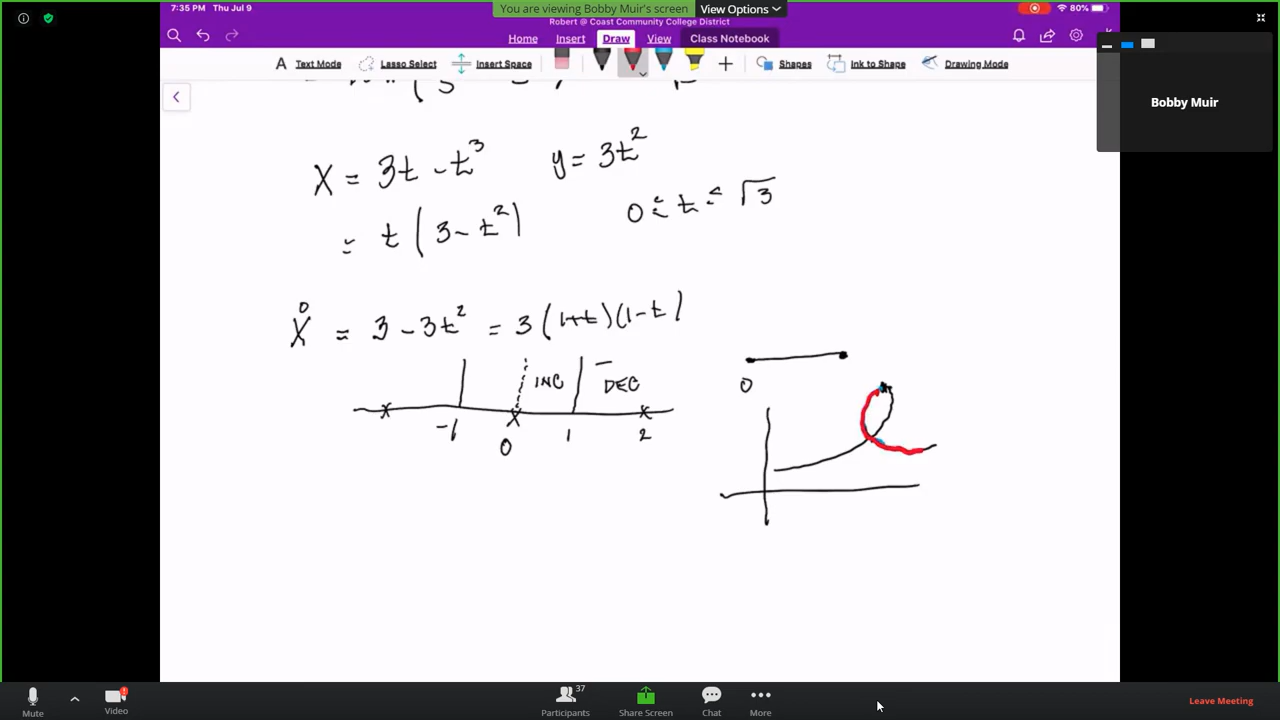 You are viewing Bobby Muir's screen View Options
7:35 PM Thu Jul 9
80%
Robert @ Coast Community College District
Home Insert Draw View Class Notebook
Text Mode Lasso Select Insert Space Shapes Ink to Shape Drawing Mode
Bobby Muir
X = 3t - t³ y = 3t²
= t(3 - t²) 0 ≤ t ≤ √3
ẋ = 3 - 3t² = 3(1+t)(1-t)
INC DEC
-1 0 1 2
0
Mute Video Participants 37 Share Screen Chat More Leave Meeting